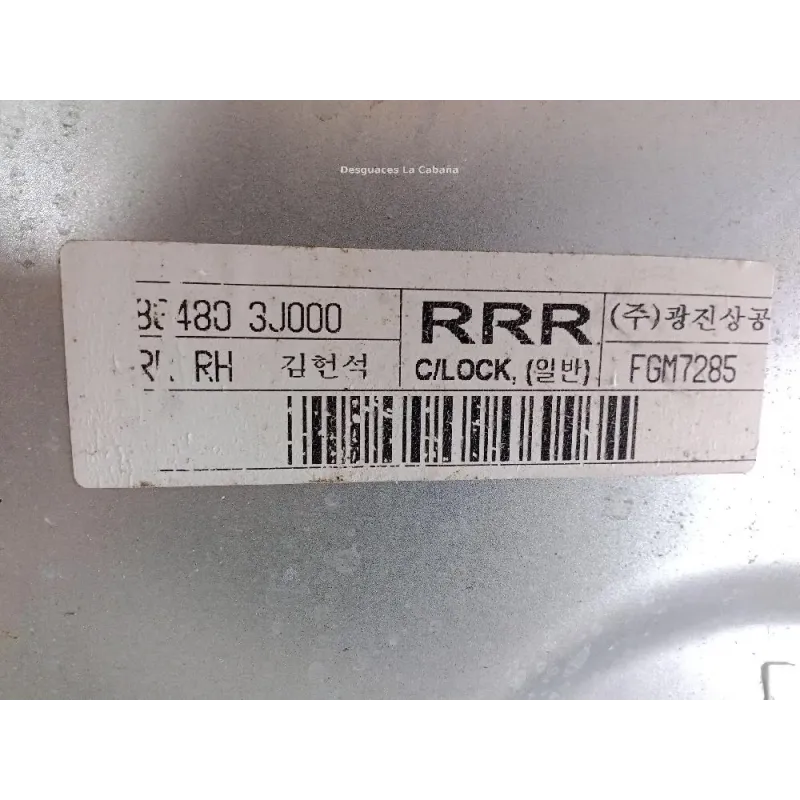 Desguaces La Cabaña
480 3J000 RRR (주)광진상공
RH 김헌석 C/LOCK, (일반) FGM7285